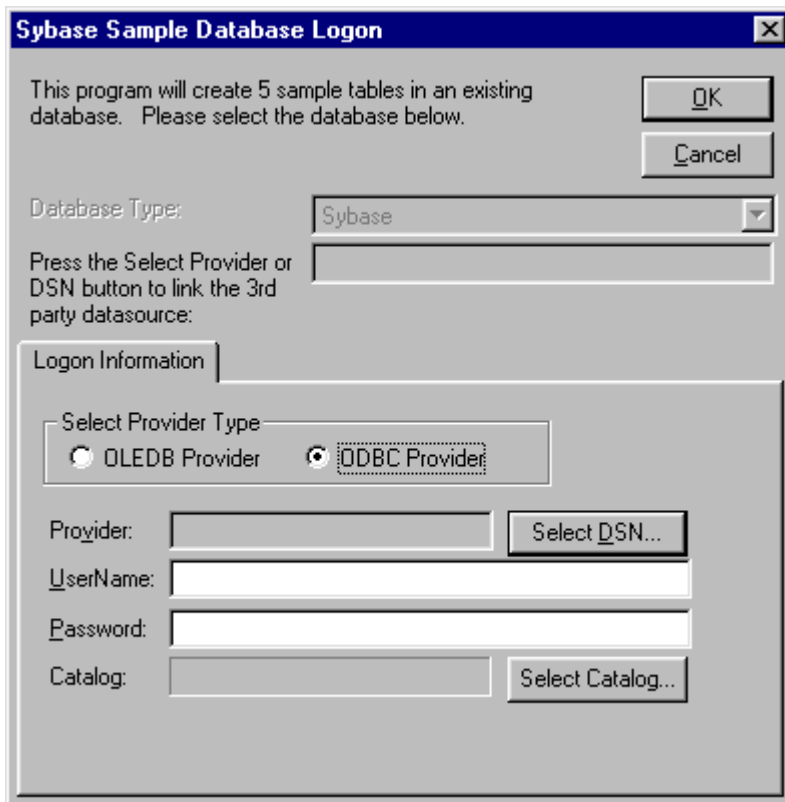 Sybase Sample Database Logon
This program will create 5 sample tables in an existing
database. Please select the database below.
OK
Cancel
Database Type:
Sybase
Press the Select Provider or
DSN button to link the 3rd
party datasource:
Logon Information
Select Provider Type
OLEDB Provider
ODBC Provider
Provider:
Select DSN...
UserName:
Password:
Catalog:
Select Catalog...